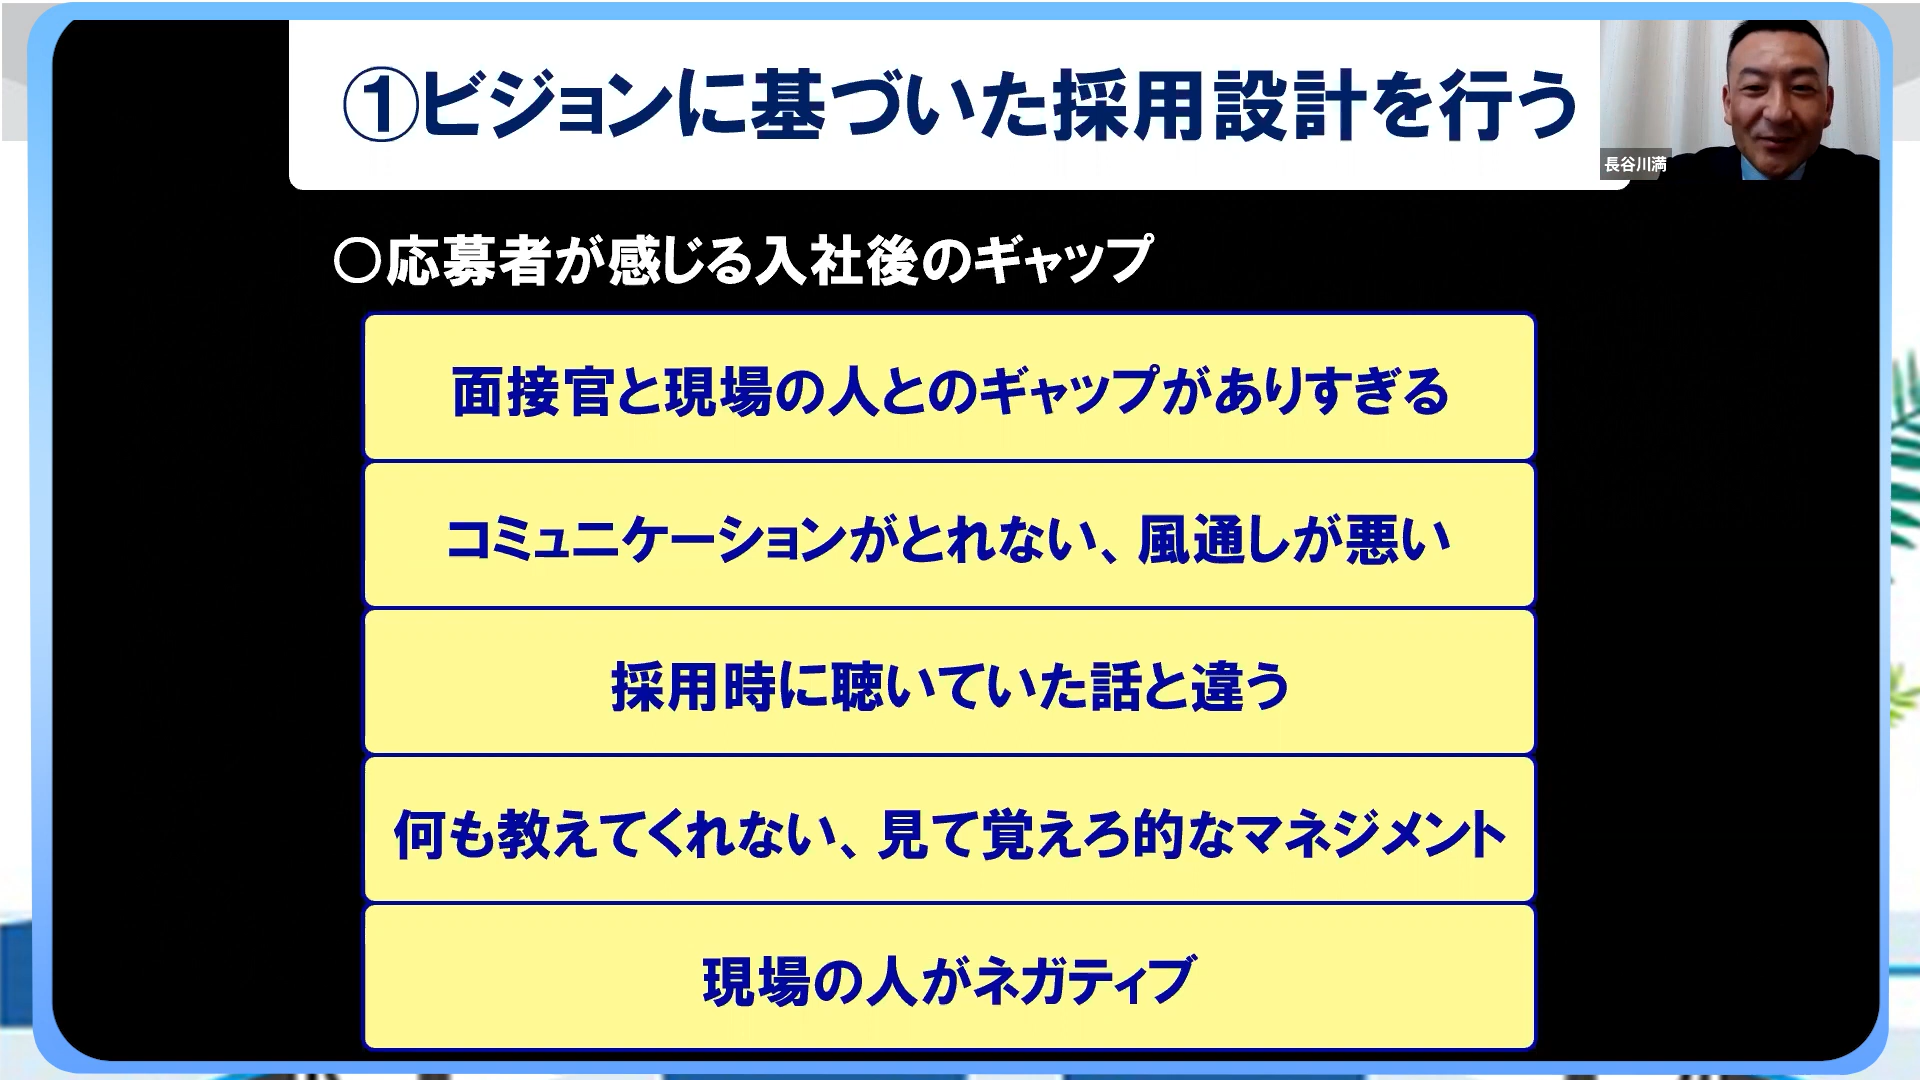 ①ビジョンに基づいた採用設計を行う
長谷川満
〇応募者が感じる入社後のギャップ
面接官と現場の人とのギャップがありすぎる
コミュニケーションがとれない、風通しが悪い
採用時に聴いていた話と違う
何も教えてくれない、見て覚えろ的なマネジメント
現場の人がネガティブ